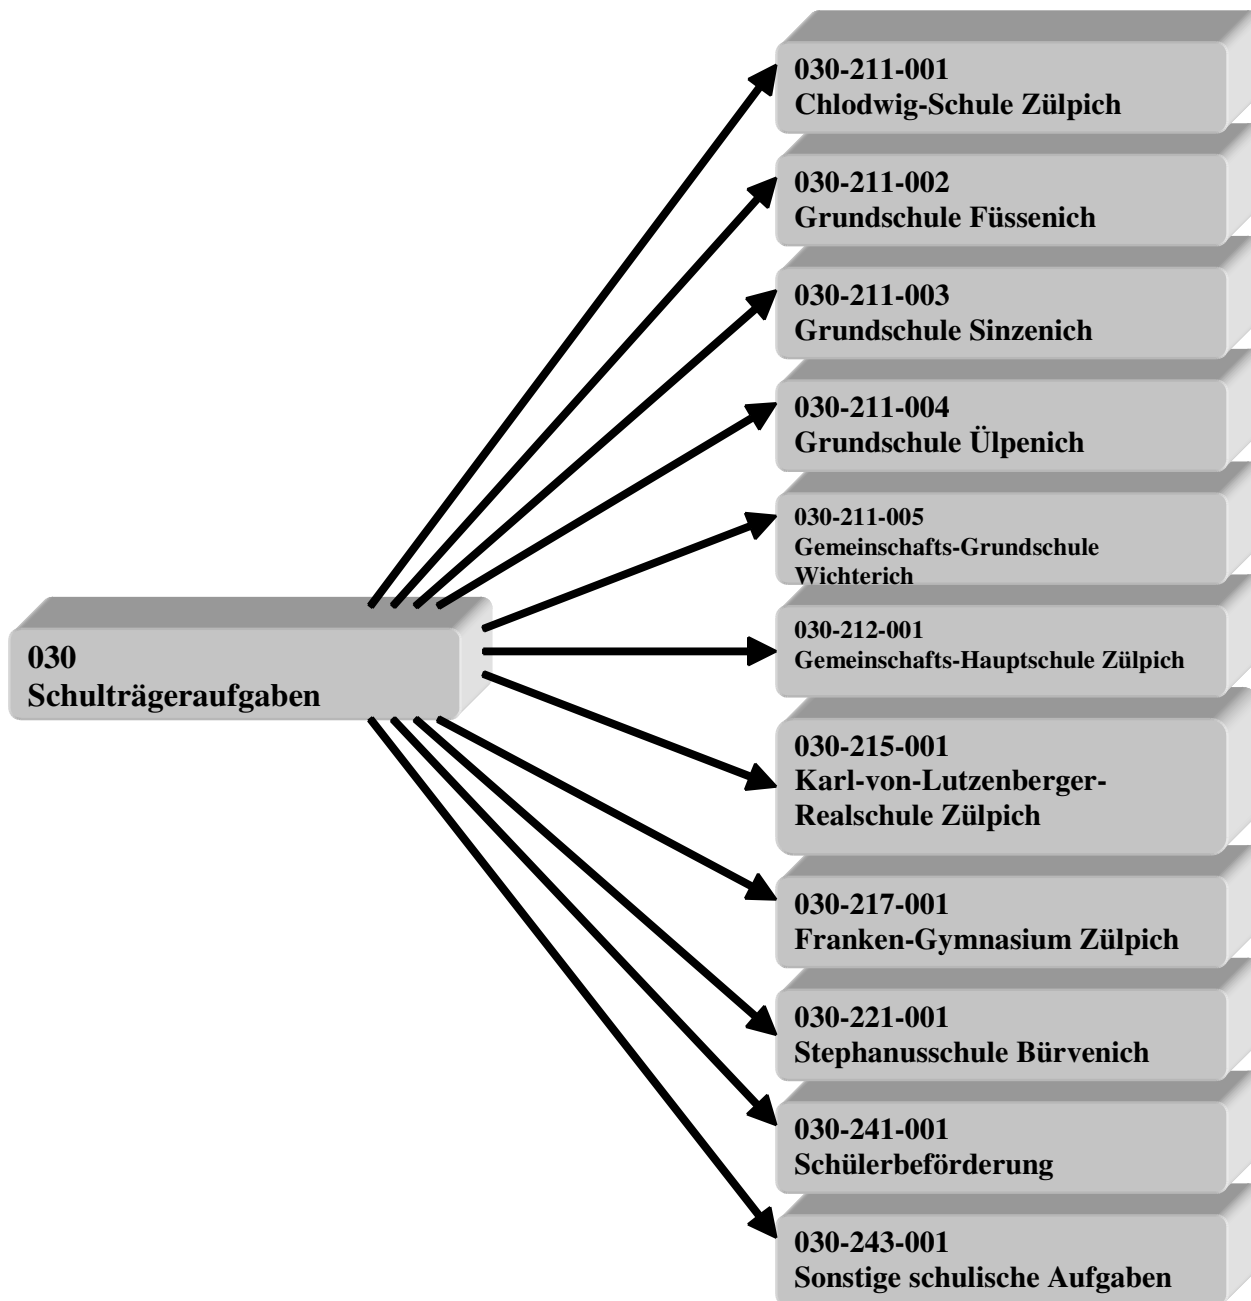 030-211-001
Chlodwig-Schule Zülpich
030-211-002
Grundschule Füssenich
030-211-003
Grundschule Sinzenich
030-211-004
Grundschule Ülpenich
030-211-005
Gemeinschafts-Grundschule
Wichterich
030
Schulträgeraufgaben
030-212-001
Gemeinschafts-Hauptschule Zülpich
030-215-001
Karl-von-Lutzenberger-
Realschule Zülpich
030-217-001
Franken-Gymnasium Zülpich
030-221-001
Stephanusschule Bürvenich
030-241-001
Schülerbeförderung
030-243-001
Sonstige schulische Aufgaben